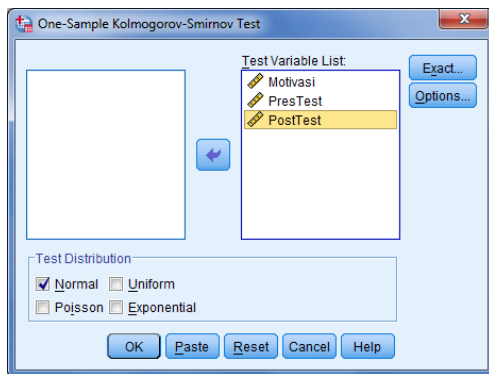 One-Sample Kolmogorov-Smirnov Test
Test Variable List:
Motivasi
PresTest
PostTest
Exact...
Options...
Test Distribution
Normal Uniform
Poisson Exponential
OK Paste Reset Cancel Help